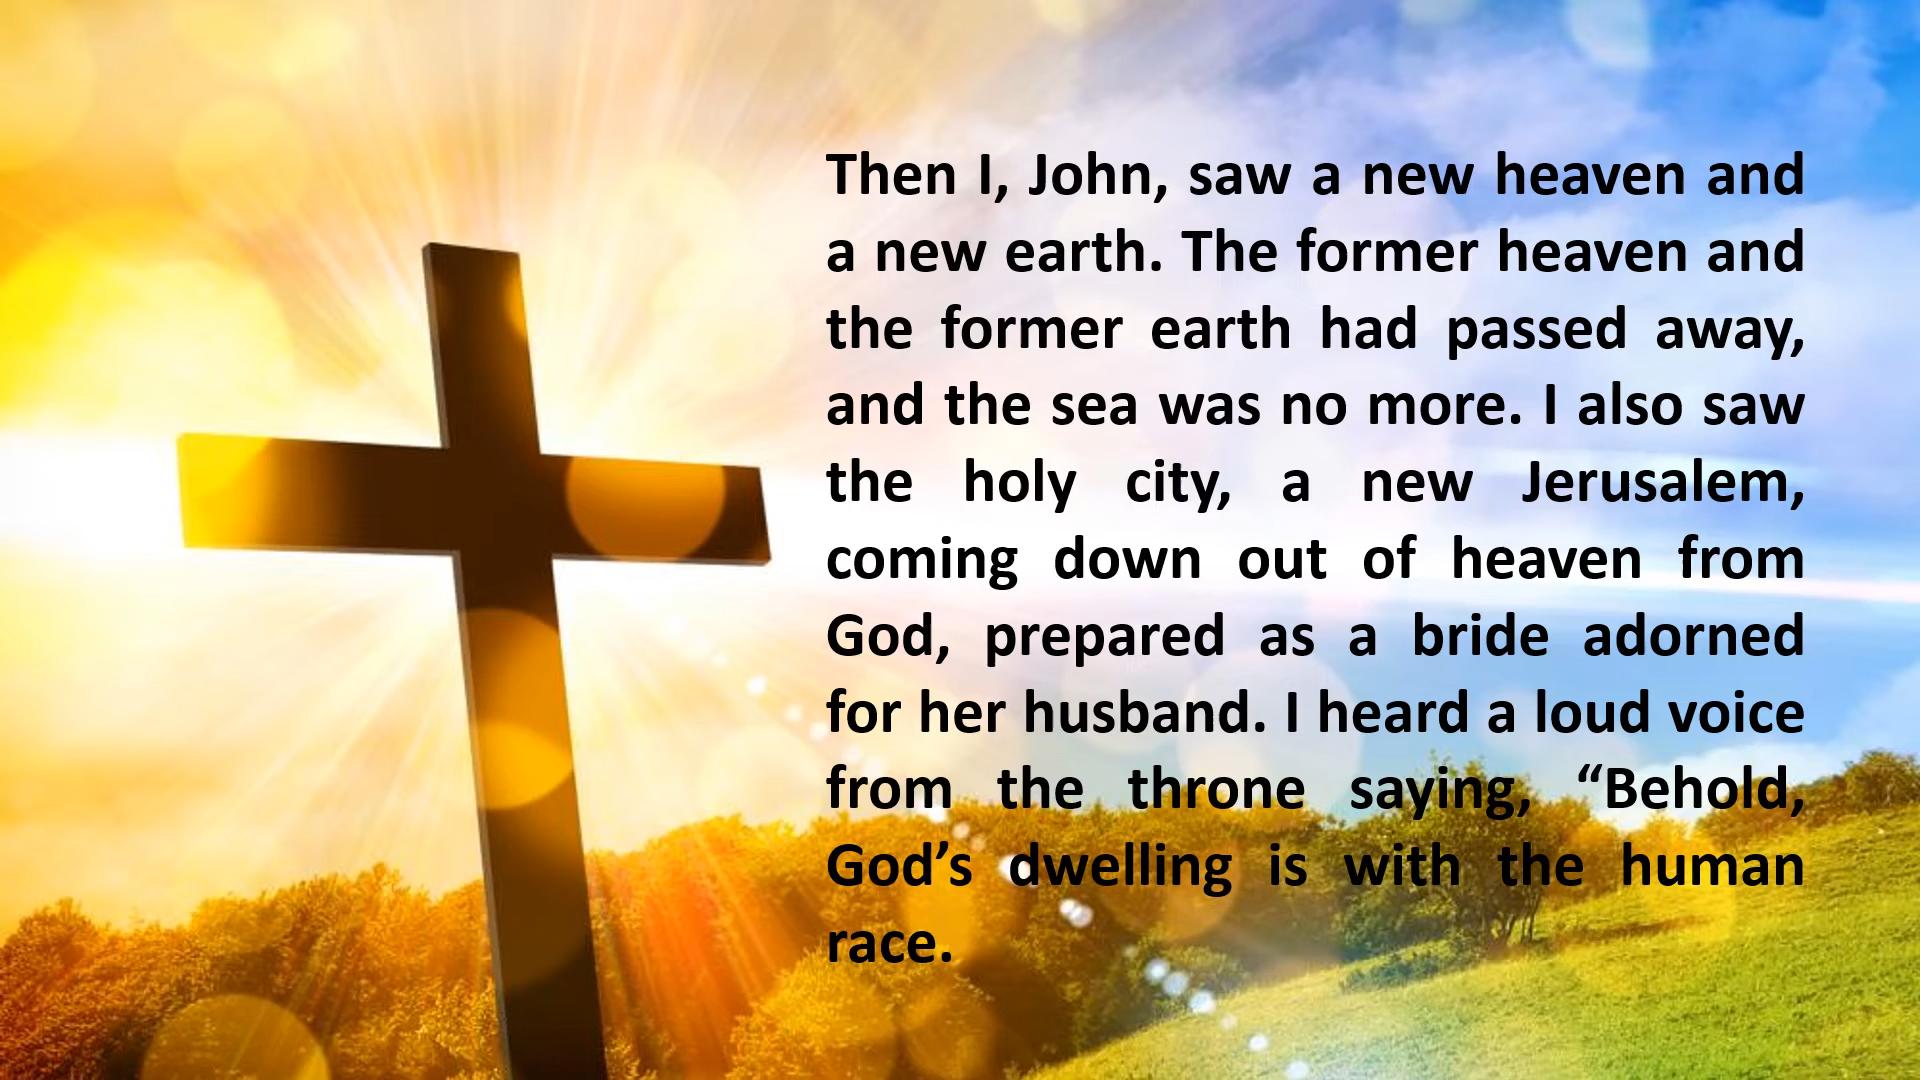 Then I, John, saw a new heaven and
a new earth. The former heaven and
the former earth had passed away,
and the sea was no more. I also saw
the holy city, a new Jerusalem,
coming down out of heaven from
God, prepared as a bride adorned
for her husband. I heard a loud voice
from the throne saying, “Behold,
God’s dwelling is with the human
race.